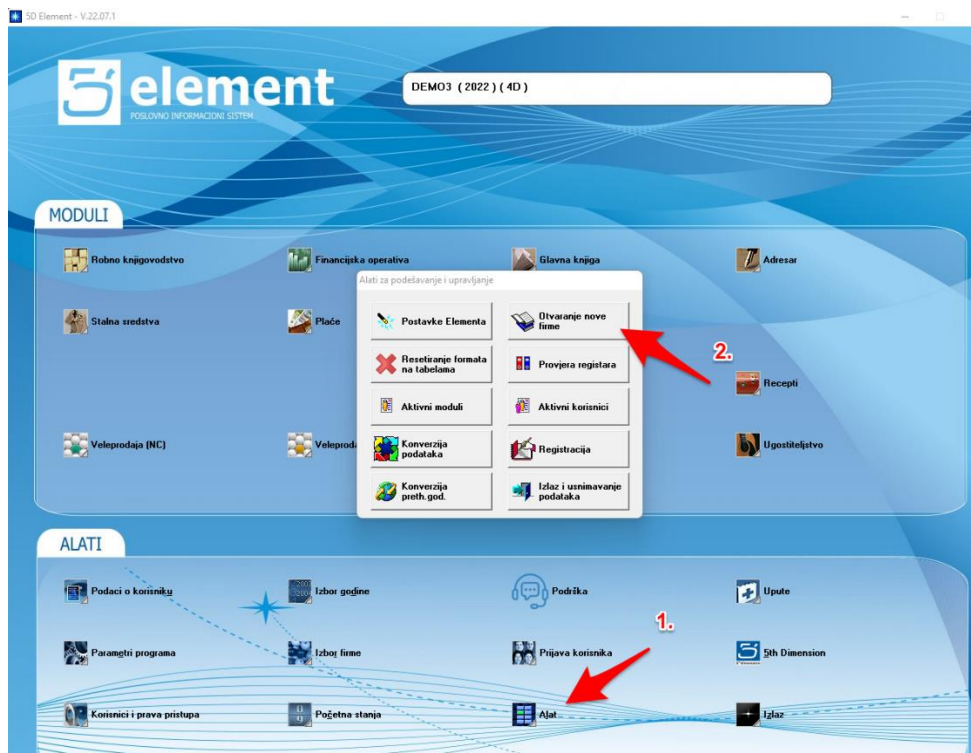 5D Element - V.22.07.1
5' element
POSLOVNO INFORMACIONI SISTEM
DEMO3 ( 2022 ) ( 4D )
MODULI
Robno knjigovodstvo
Financijska operativa
Glavna knjiga
Adresar
Alati za podešavanje i upravljanje
Stalna sredstva
Plaće
Postavke Elementa
Otvaranje nove
firme
2.
Resetiranje formata
na tabelama
Provjera registara
Recepti
Aktivni moduli
Aktivni korisnici
Veleprodaja (NC)
Veleproda
Konverzija
podataka
Registracija
Ugostiteljstvo
Konverzija
preth.god.
Izlaz i usnimavanje
podataka
ALATI
Podaci o korisniku
Izbor godine
Podrška
Upute
1.
Parametri programa
Izbor firme
Prijava korisnika
5th Dimension
Korisnici i prava pristupa
Početna stanja
Alat
Izlaz